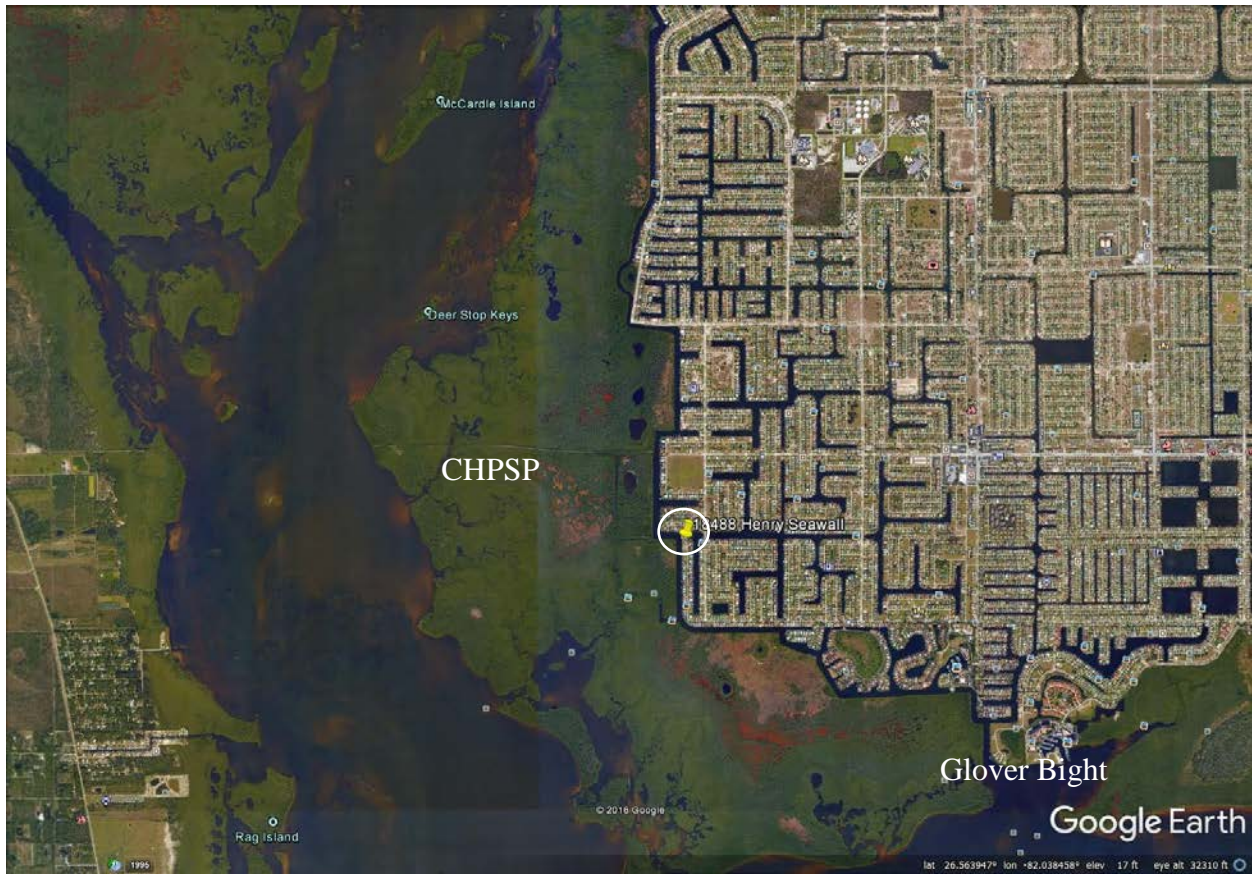 McCardle Island
Deer Stop Keys
CHPSP
18488 Henry Seawall
Glover Bight
© 2016 Google
Google Earth
Rag Island
1995
lat 26.563947° lon -82.038458° elev 17 ft eye alt 32310 ft